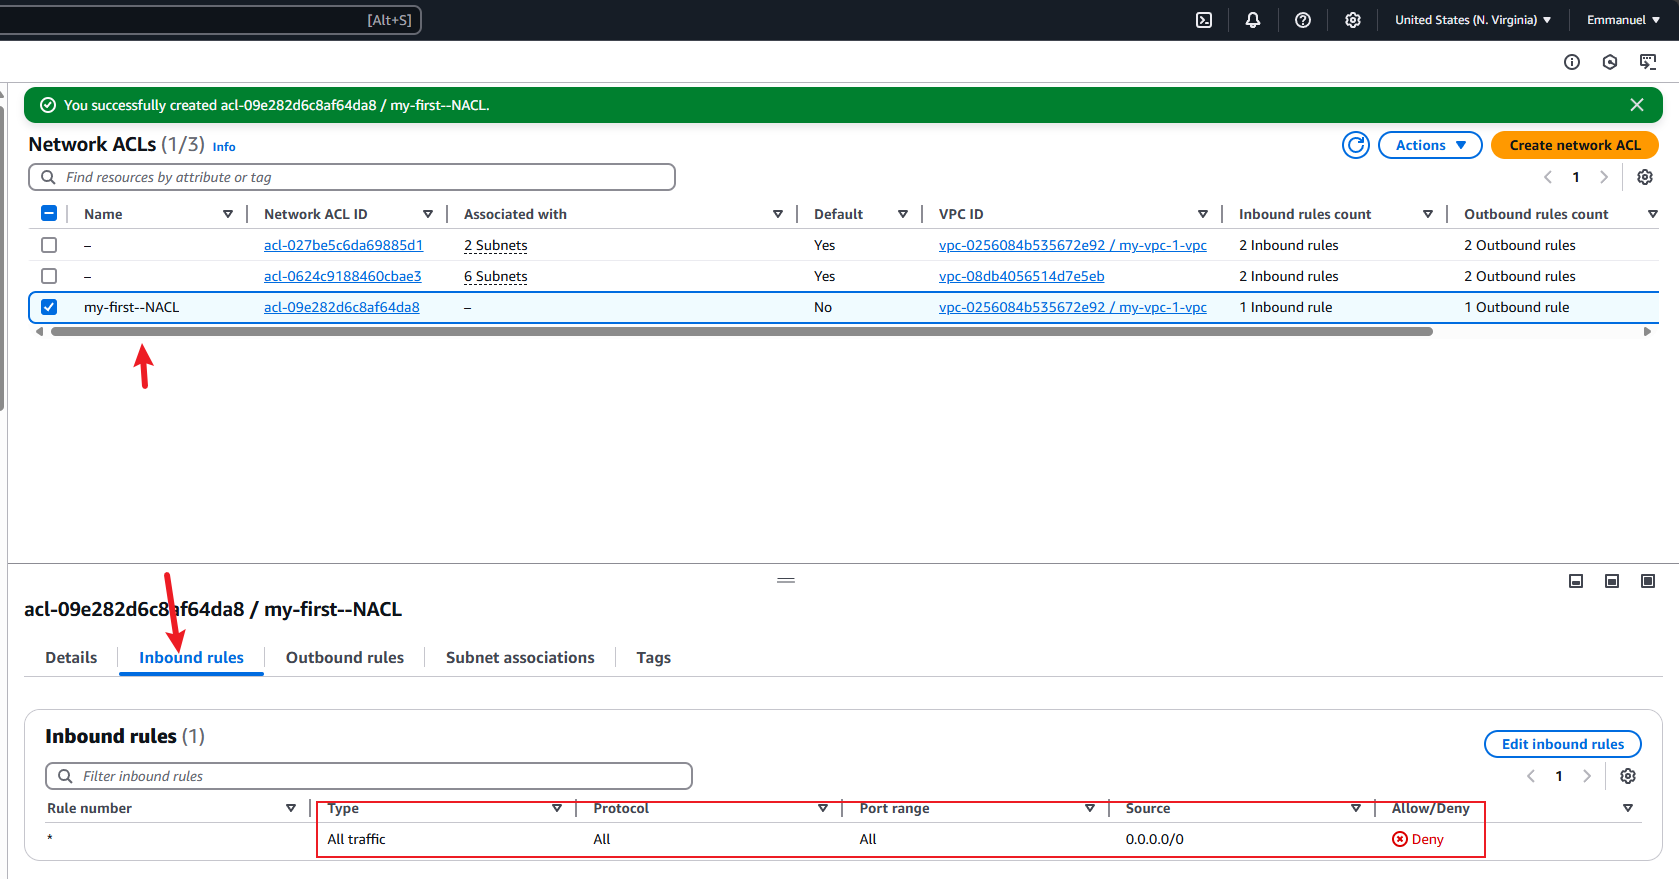 [Alt+S] United States (N. Virginia) Emmanuel
You successfully created acl-09e282d6c8af64da8 / my-first--NACL.
Network ACLs (1/3) Info Actions Create network ACL
Find resources by attribute or tag 1
Name Network ACL ID Associated with Default VPC ID Inbound rules count Outbound rules count
– acl-027be5c6da69885d1 2 Subnets Yes vpc-0256084b535672e92 / my-vpc-1-vpc 2 Inbound rules 2 Outbound rules
– acl-0624c9188460cbae3 6 Subnets Yes vpc-08db4056514d7e5eb 2 Inbound rules 2 Outbound rules
my-first--NACL acl-09e282d6c8af64da8 – No vpc-0256084b535672e92 / my-vpc-1-vpc 1 Inbound rule 1 Outbound rule
acl-09e282d6c8af64da8 / my-first--NACL
Details Inbound rules Outbound rules Subnet associations Tags
Inbound rules (1) Edit inbound rules
Filter inbound rules 1
Rule number Type Protocol Port range Source Allow/Deny
* All traffic All All 0.0.0.0/0 Deny